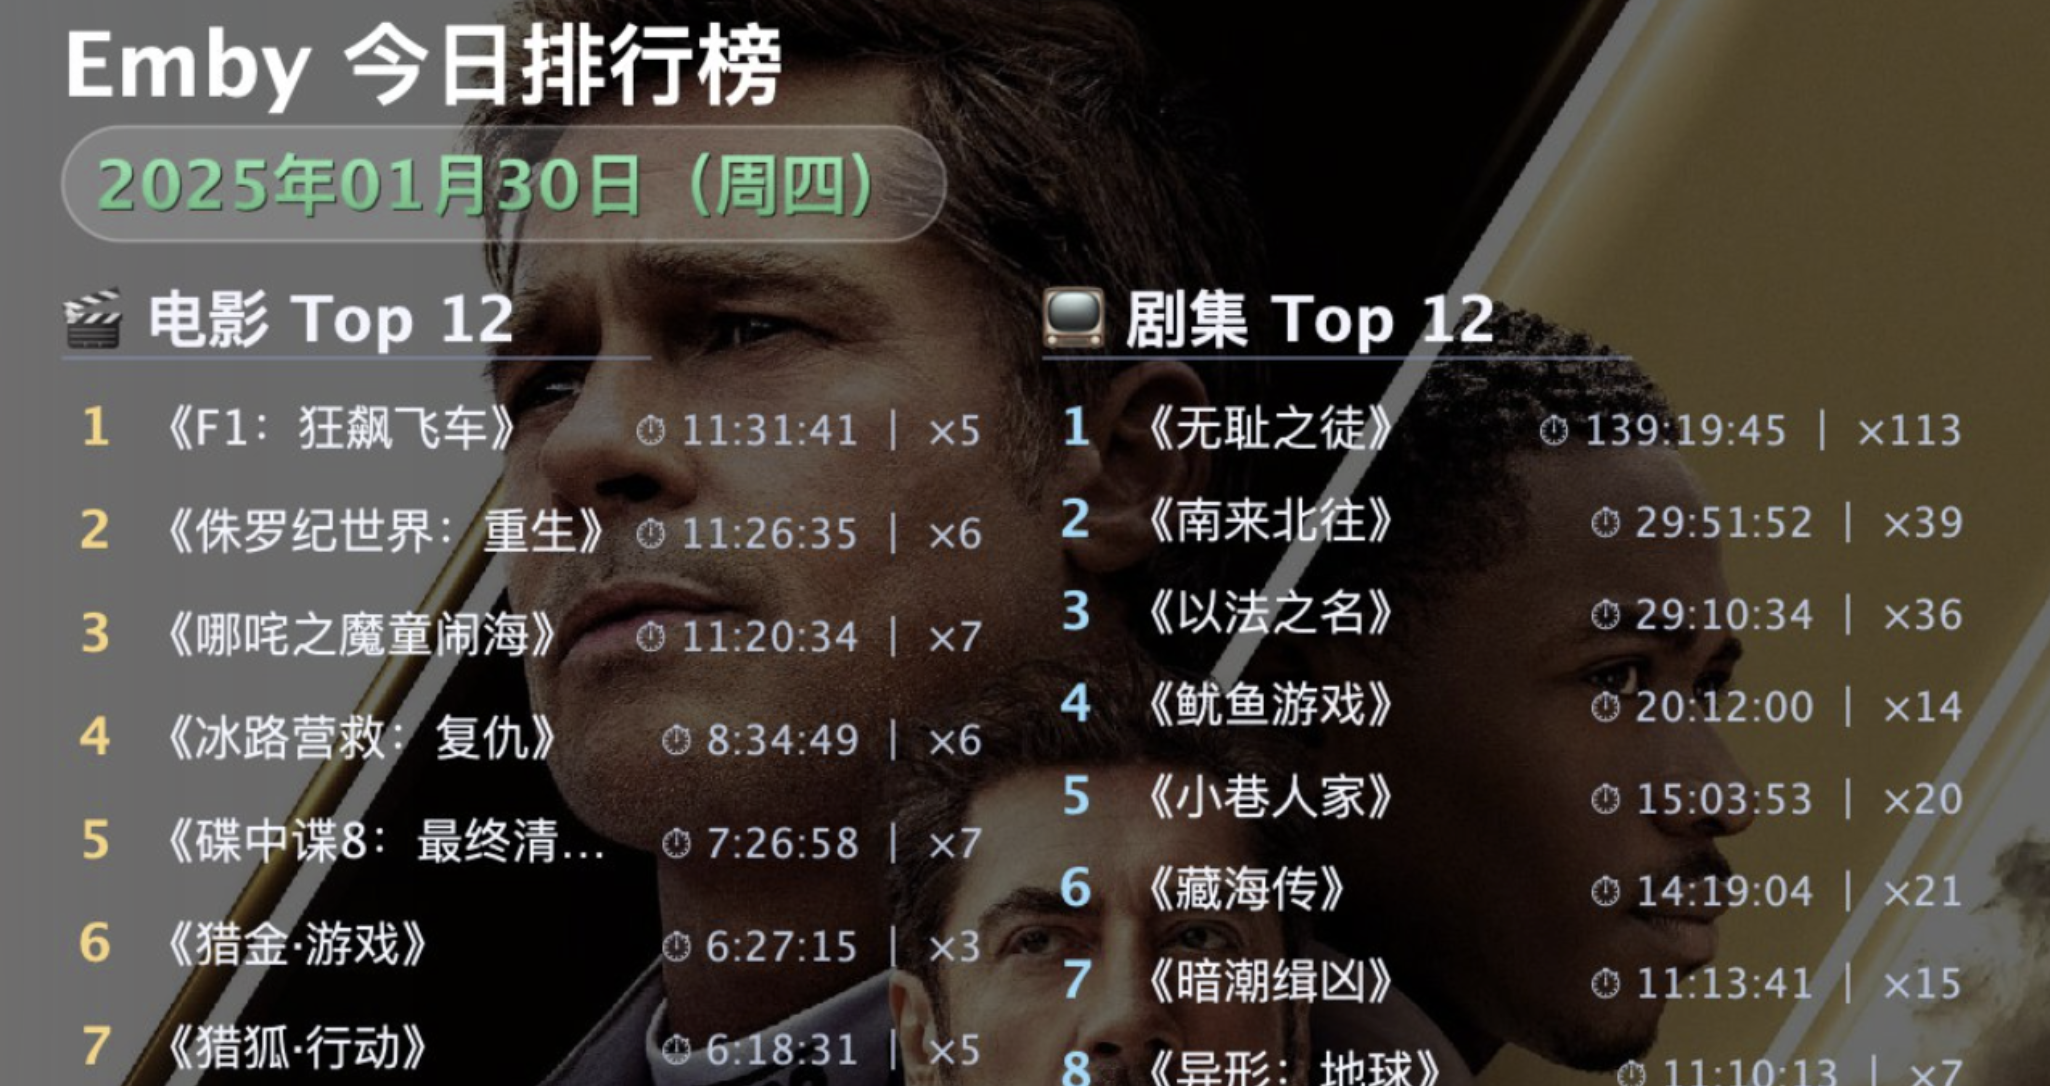 Emby 今日排行榜
2025年01月30日（周四）
电影 Top 12
1 《F1：狂飙飞车》 11:31:41 | ×5
2 《侏罗纪世界：重生》 11:26:35 | ×6
3 《哪吒之魔童闹海》 11:20:34 | ×7
4 《冰路营救：复仇》 8:34:49 | ×6
5 《碟中谍8：最终清... 7:26:58 | ×7
6 《猎金·游戏》 6:27:15 | ×3
7 《猎狐·行动》 6:18:31 | ×5
剧集 Top 12
1 《无耻之徒》 139:19:45 | ×113
2 《南来北往》 29:51:52 | ×39
3 《以法之名》 29:10:34 | ×36
4 《鱿鱼游戏》 20:12:00 | ×14
5 《小巷人家》 15:03:53 | ×20
6 《藏海传》 14:19:04 | ×21
7 《暗潮缉凶》 11:13:41 | ×15
8 《异形：地球》 11:10:13 | ×7